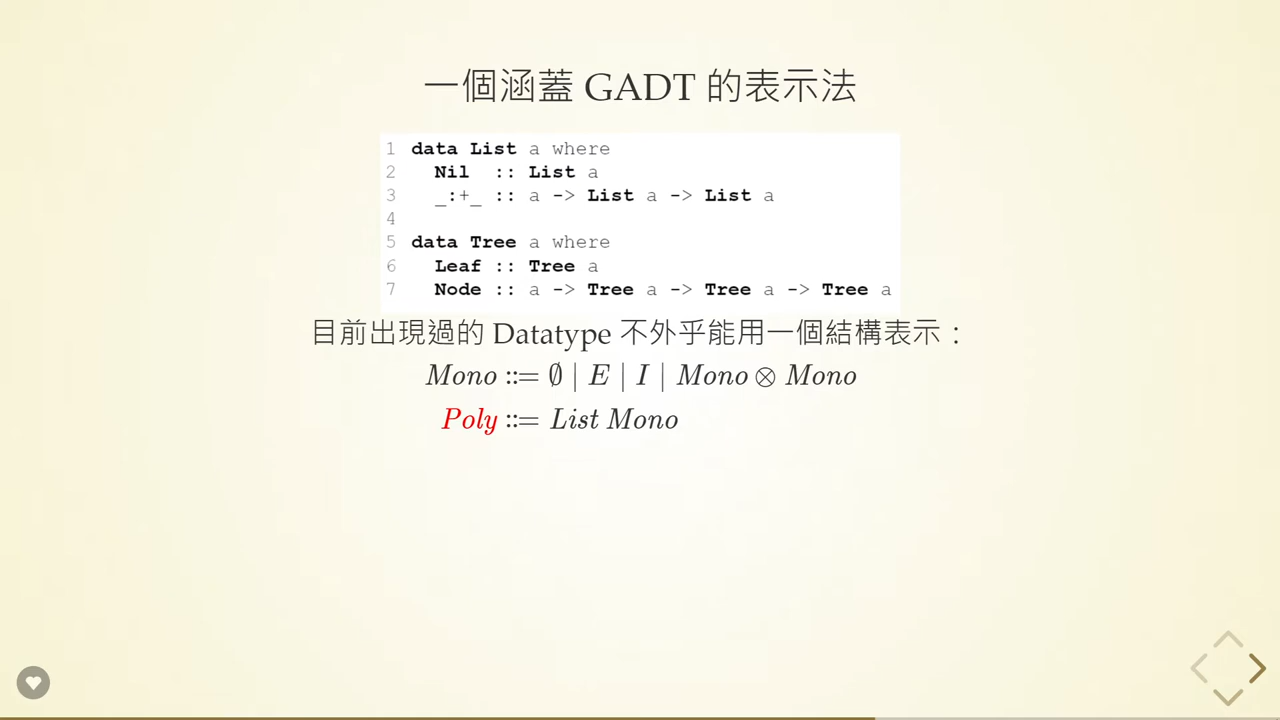 一個涵蓋 GADT 的表示法
1 data List a where
2   Nil  :: List a
3   _:+_ :: a -> List a -> List a
4
5 data Tree a where
6   Leaf :: Tree a
7   Node :: a -> Tree a -> Tree a -> Tree a
目前出現過的 Datatype 不外乎能用一個結構表示：
Mono ::= ∅ | E | I | Mono ⊗ Mono
Poly ::= List Mono